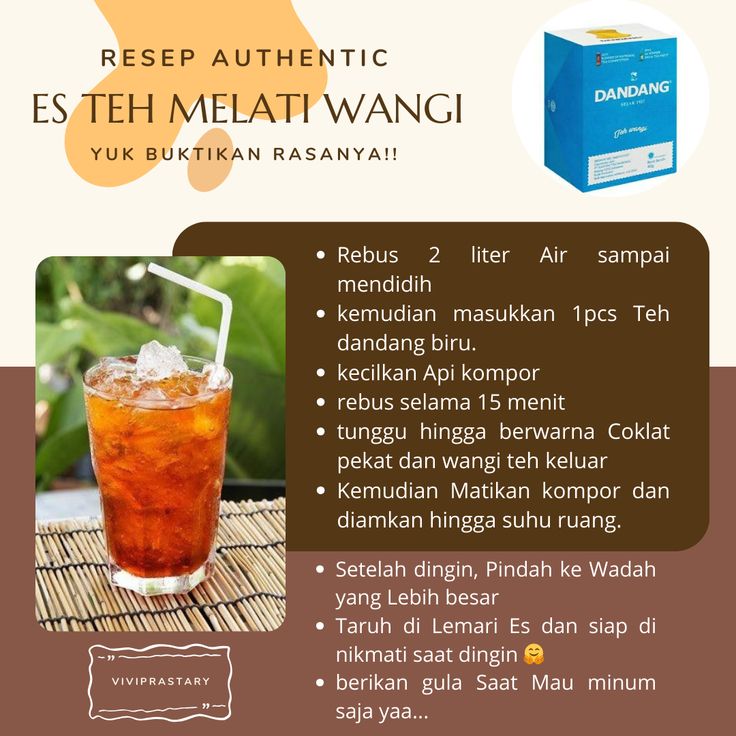 RESEP AUTHENTIC
ES TEH MELATI WANGI
YUK BUKTIKAN RASANYA!!
DANDANG
SEJAK 1957
Teh wangi
• Rebus 2 liter Air sampai
mendidih
• kemudian masukkan 1pcs Teh
dandang biru.
• kecilkan Api kompor
• rebus selama 15 menit
• tunggu hingga berwarna Coklat
pekat dan wangi teh keluar
• Kemudian Matikan kompor dan
diamkan hingga suhu ruang.
• Setelah dingin, Pindah ke Wadah
yang Lebih besar
• Taruh di Lemari Es dan siap di
nikmati saat dingin 🤗
• berikan gula Saat Mau minum
saja yaa...
VIVIPRASTARY